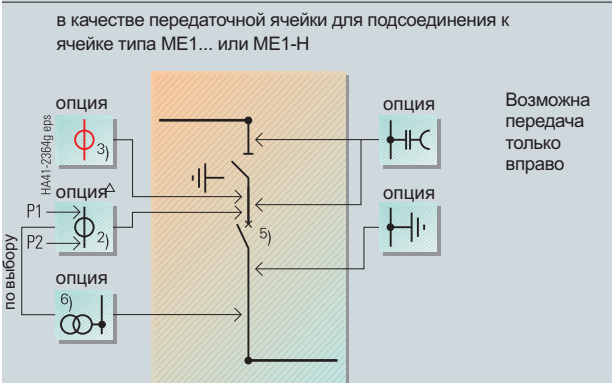 в качестве передаточной ячейки для подсоединения к
ячейке типа ME1... или ME1-H
опция
3)
HA41-2364g eps
опция△
P1
P2
2)
по выбору
опция
6)
5)
опция
опция
Возможна
передача
только
вправо